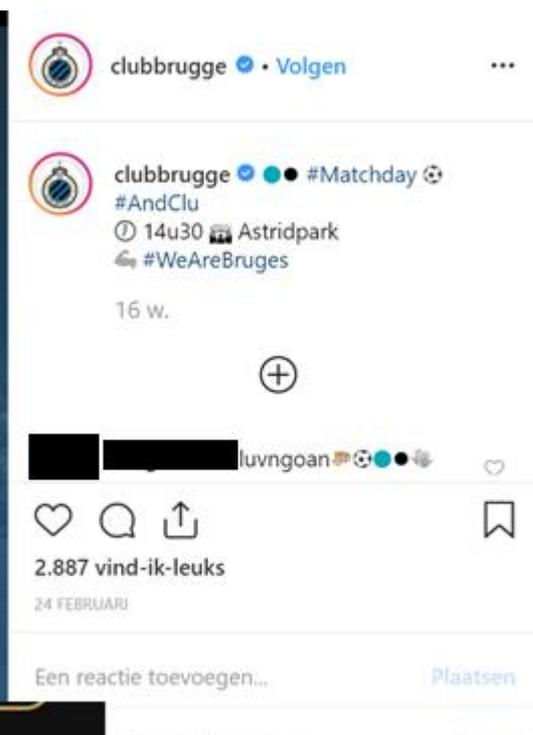 clubbrugge • Volgen
clubbrugge #Matchday
#AndClu
14u30 Astridpark
#WeAreBruges
16 w.
luvngoan
2.887 vind-ik-leuks
24 FEBRUARI
Een reactie toevoegen...
Plaatsen